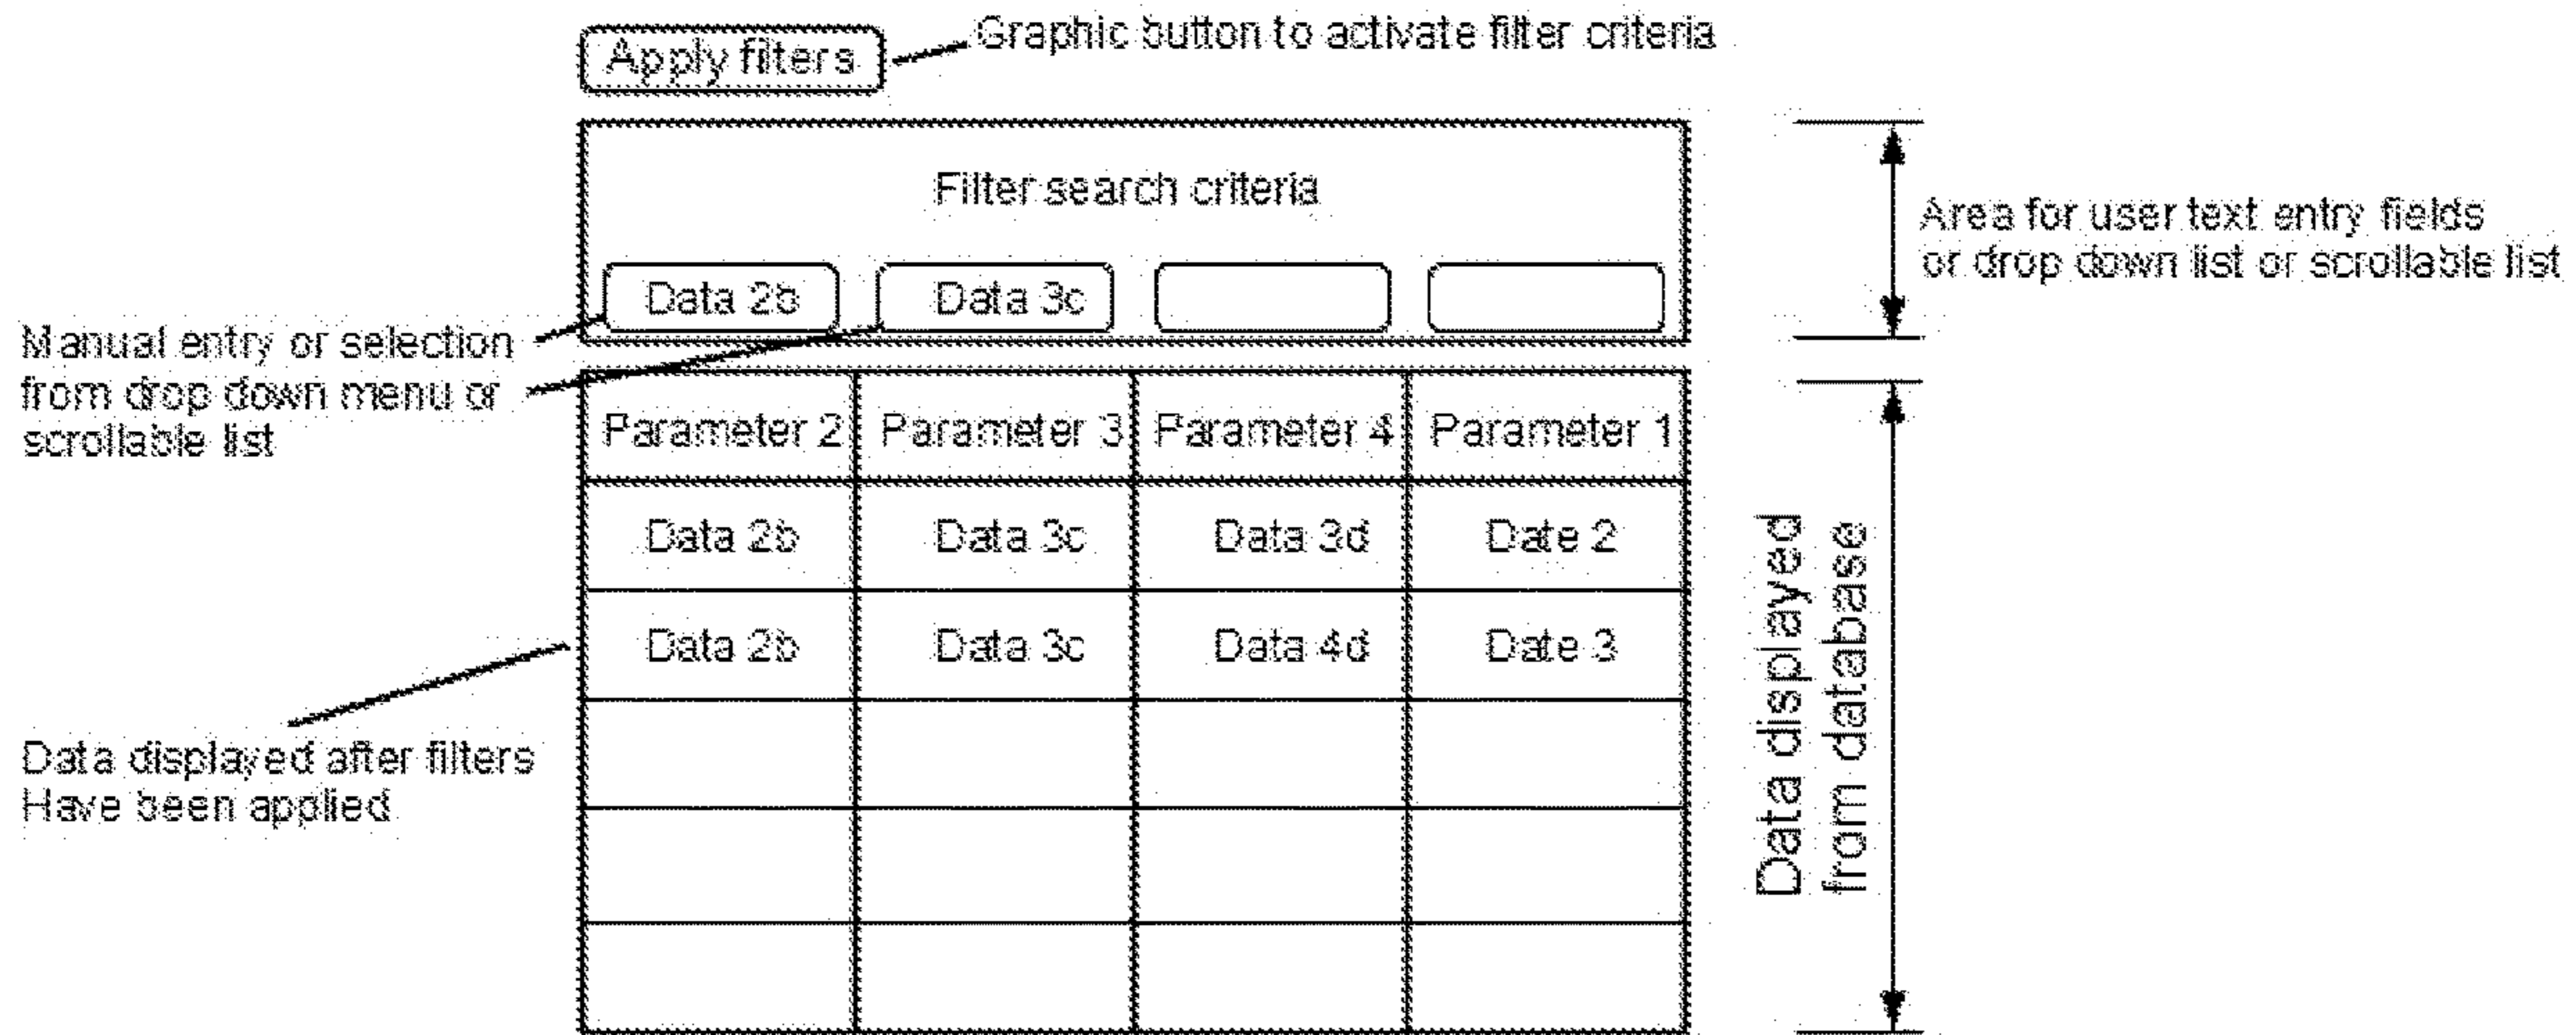 Apply filters
Graphic button to activate filter criteria
Filter search criteria
Data 2b Data 3c
Area for user text entry fields
or drop down list or scrollable list
Manual entry or selection
from drop down menu or
scrollable list
Parameter 2 Parameter 3 Parameter 4 Parameter 1
Data 2b Data 3c Data 3d Date 2
Data 2b Data 3c Data 4d Date 3
Data displayed after filters
Have been applied
Data displayed
from database